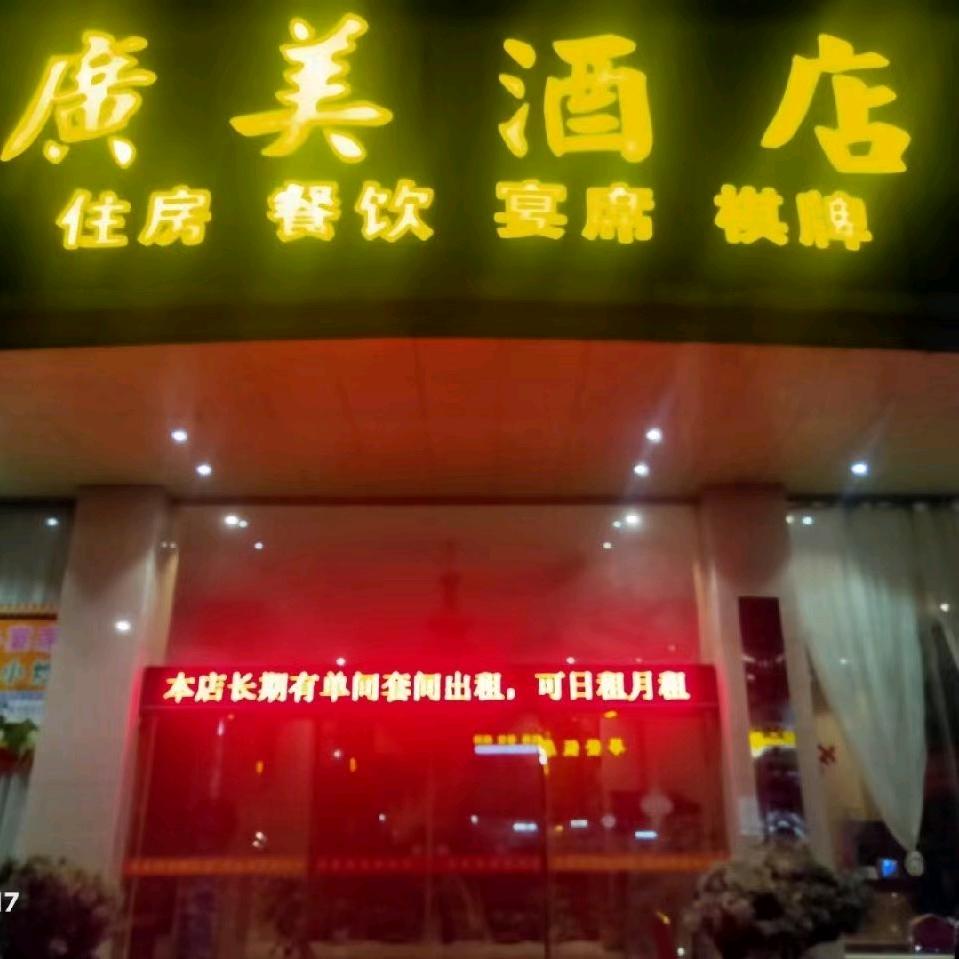 廣美酒店
住房 餐饮 宴席 棋牌
本店长期有单间套间出租，可日租月租
17